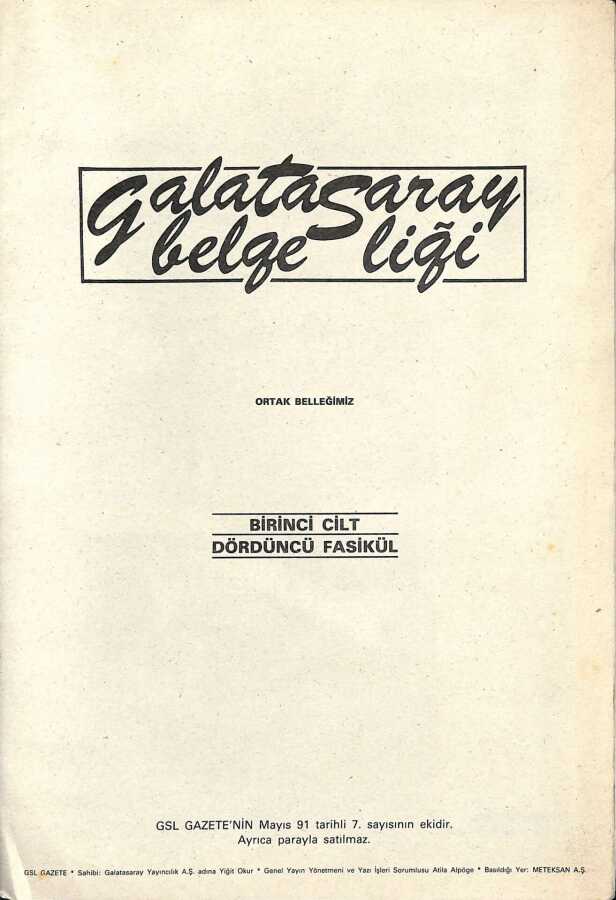 GalataSaray
belgeliği
ORTAK BELLEĞİMİZ
BİRİNCİ CİLT
DÖRDÜNCÜ FASİKÜL
GSL GAZETE'NİN Mayıs 91 tarihli 7. sayısının ekidir.
Ayrıca parayla satılmaz.
GSL GAZETE * Sahibi: Galatasaray Yayıncılık A.Ş. adına Yiğit Okur * Genel Yayın Yönetmeni ve Yazı İşleri Sorumlusu Atila Alpöge * Basıldığı Yer: METEKSAN A.Ş.